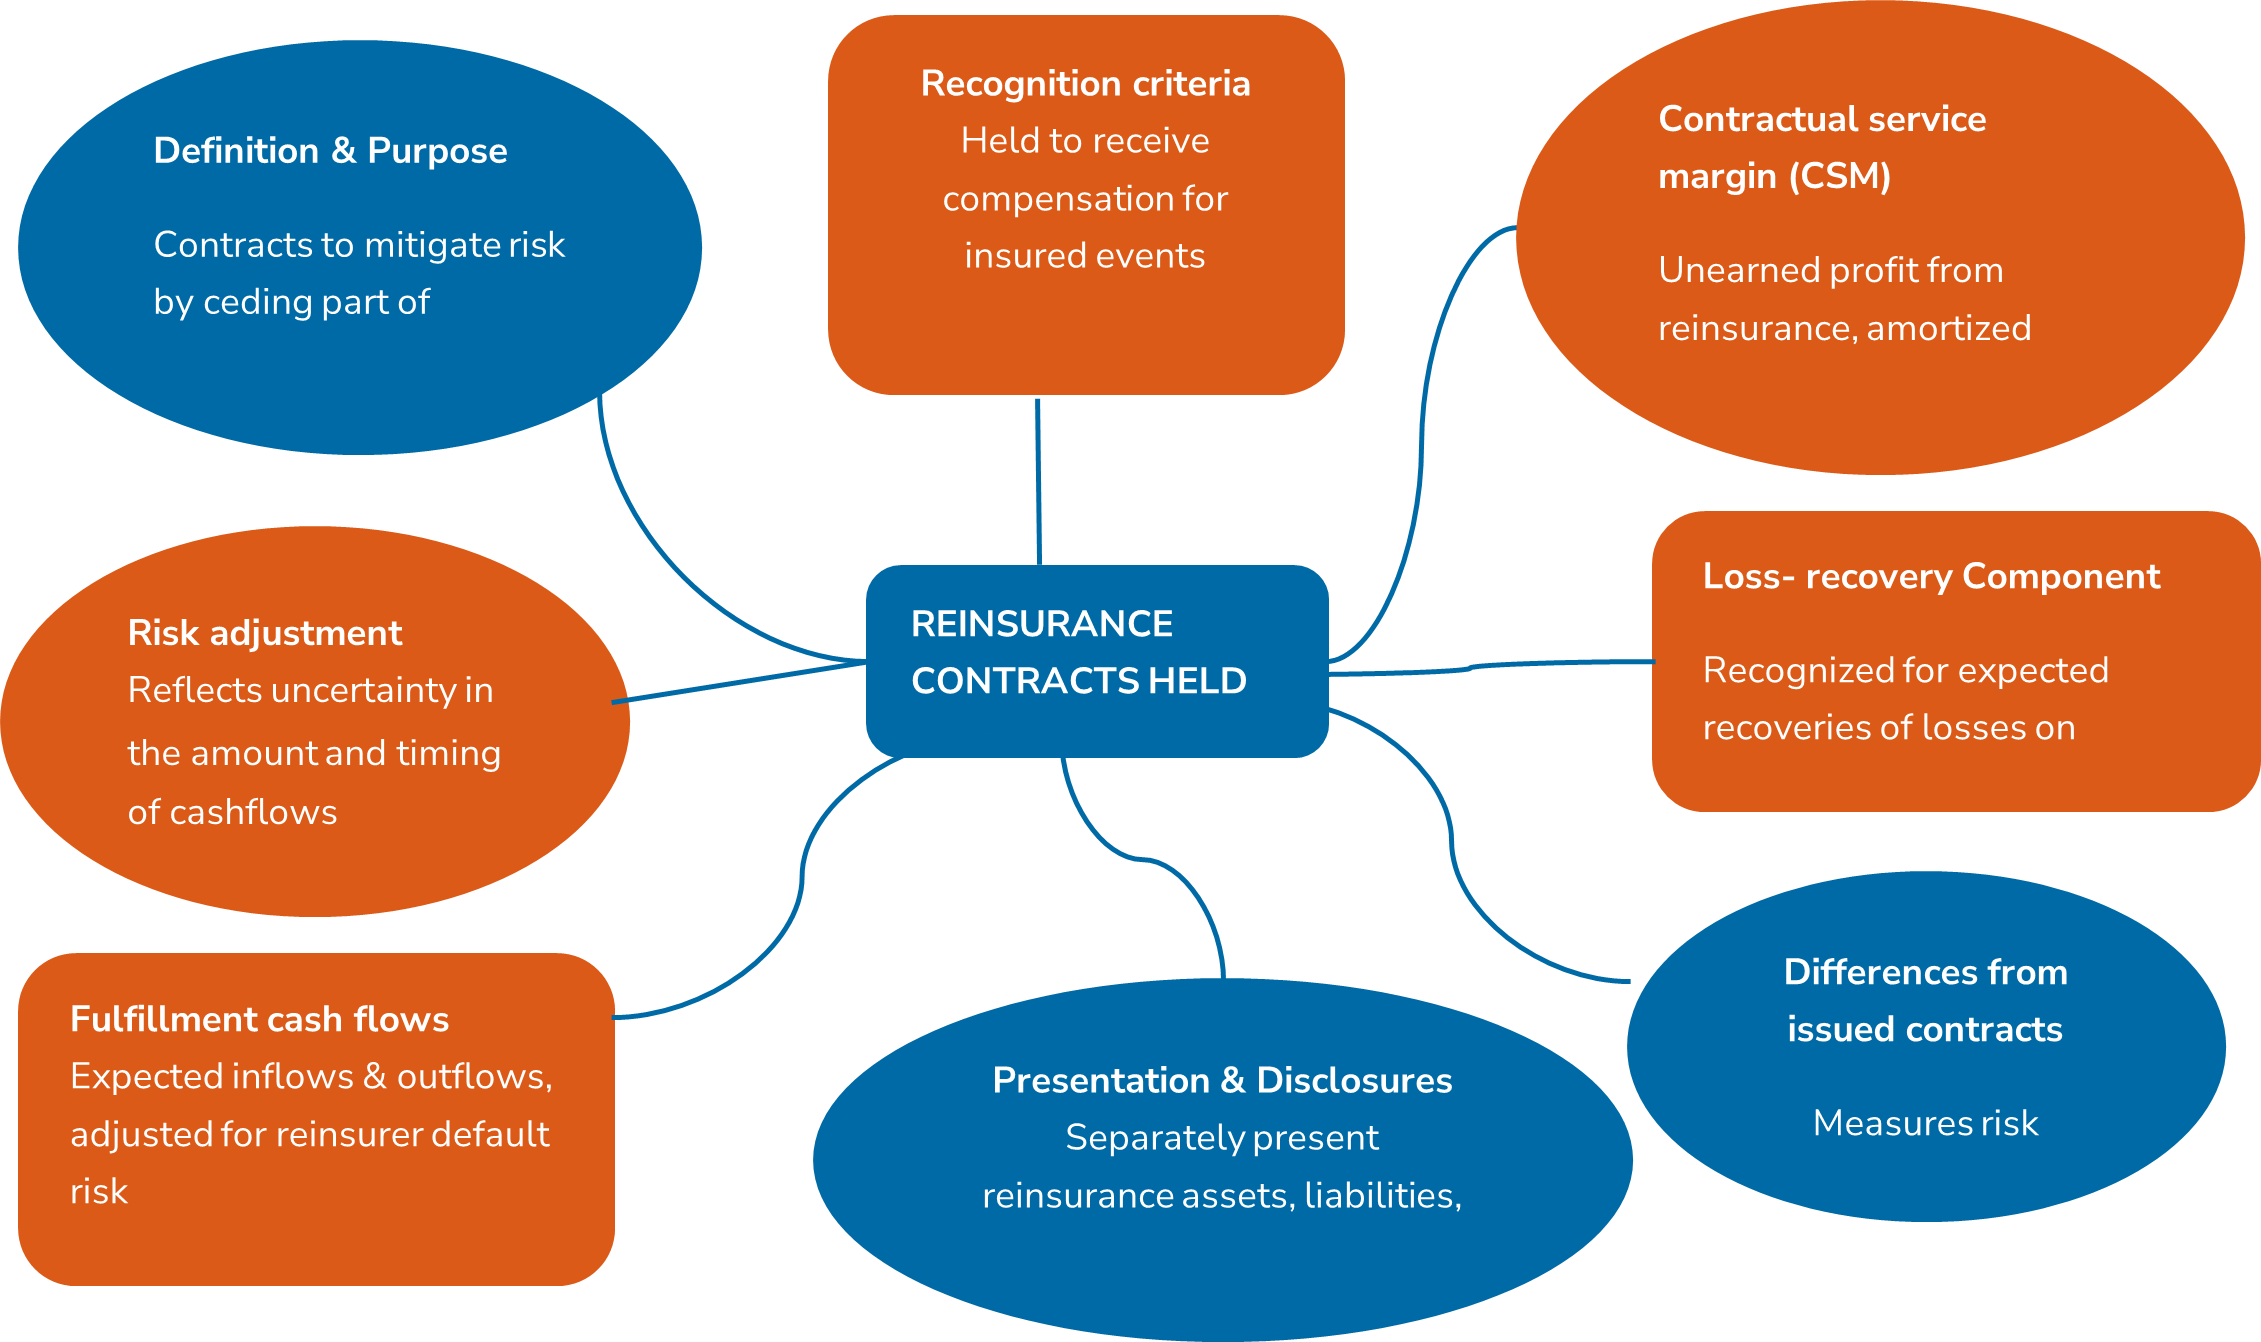 Definition & Purpose
Contracts to mitigate risk
by ceding part of
Recognition criteria
Held to receive
compensation for
insured events
Contractual service
margin (CSM)
Unearned profit from
reinsurance, amortized
Risk adjustment
Reflects uncertainty in
the amount and timing
of cashflows
REINSURANCE
CONTRACTS HELD
Loss- recovery Component
Recognized for expected
recoveries of losses on
Fulfillment cash flows
Expected inflows & outflows,
adjusted for reinsurer default
risk
Presentation & Disclosures
Separately present
reinsurance assets, liabilities,
Differences from
issued contracts
Measures risk